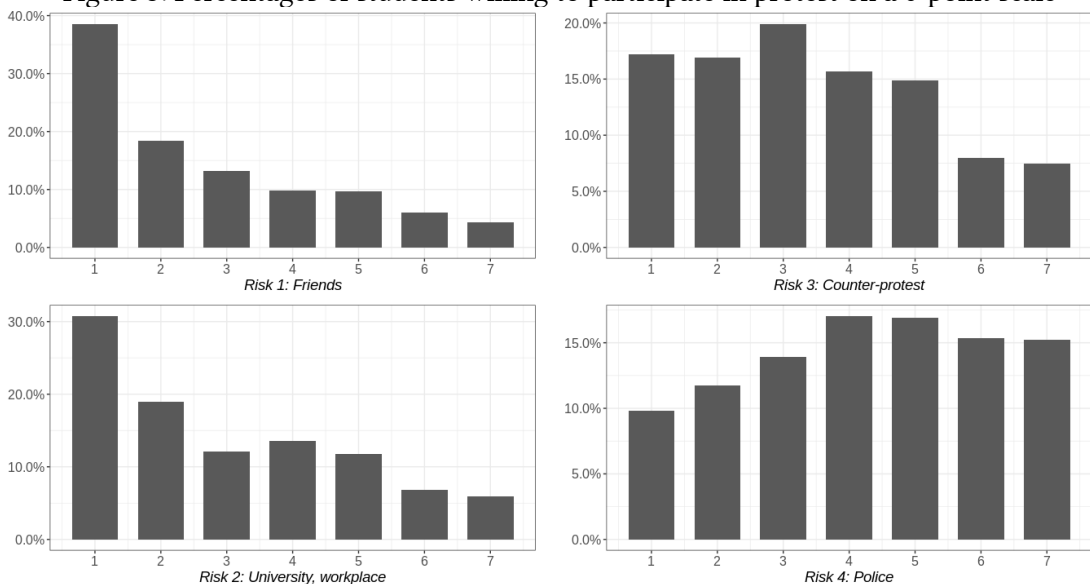 Figure Percentages of students willing to participate in protest on a scale
40.0%
30.0%
20.0%
10.0%
0.0%
1 2 3 4 5 6 7
Risk 1: Friends
20.0%
15.0%
10.0%
5.0%
0.0%
1 2 3 4 5 6 7
Risk 3: Counter-protest
30.0%
20.0%
10.0%
0.0%
1 2 3 4 5 6 7
Risk 2: University, workplace
15.0%
10.0%
5.0%
0.0%
1 2 3 4 5 6 7
Risk 4: Police